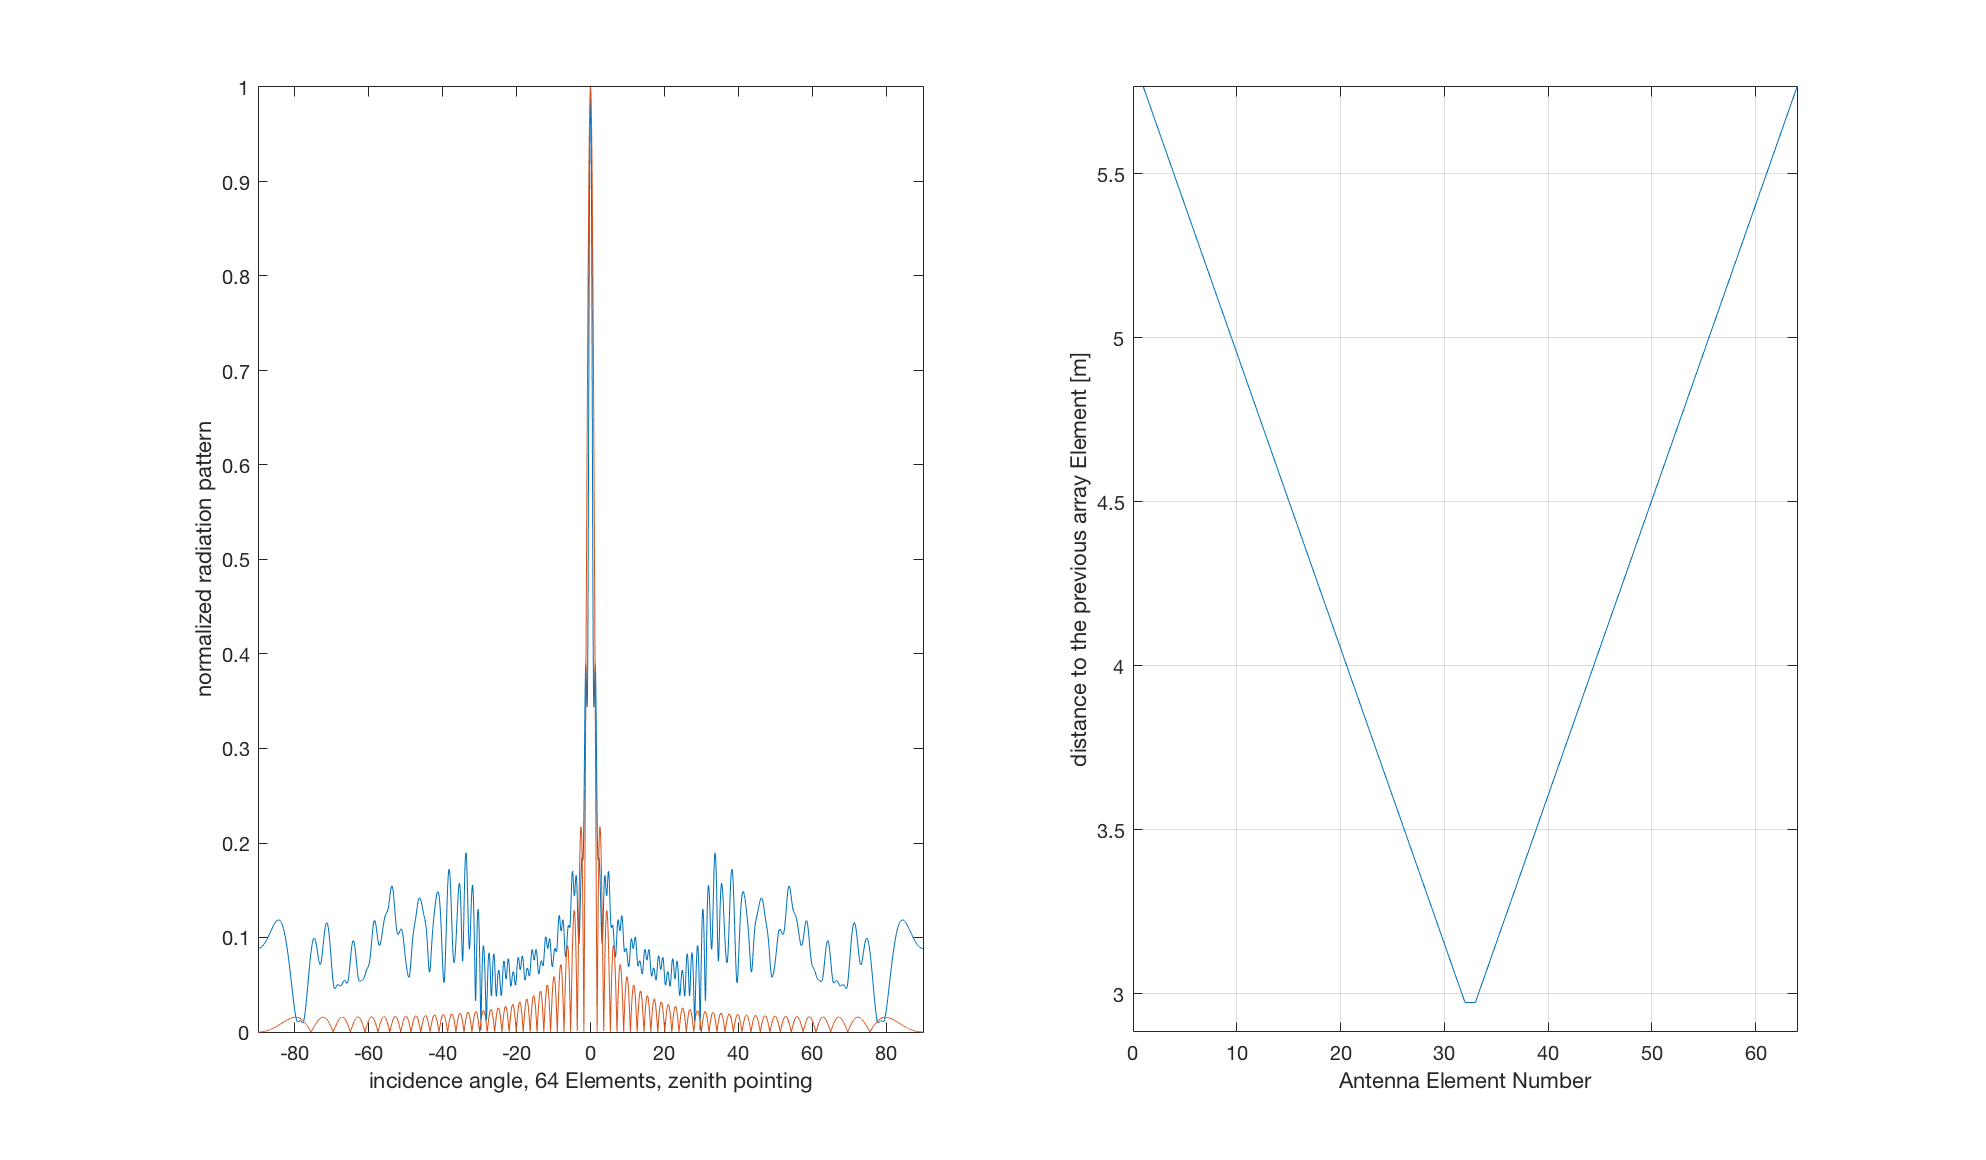 normalized radiation pattern
1
0.9
0.8
0.7
0.6
0.5
0.4
0.3
0.2
0.1
0
-80 -60 -40 -20 0 20 40 60 80
incidence angle, 64 Elements, zenith pointing
distance to the previous array Element [m]
5.5
5
4.5
4
3.5
3
0 10 20 30 40 50 60
Antenna Element Number